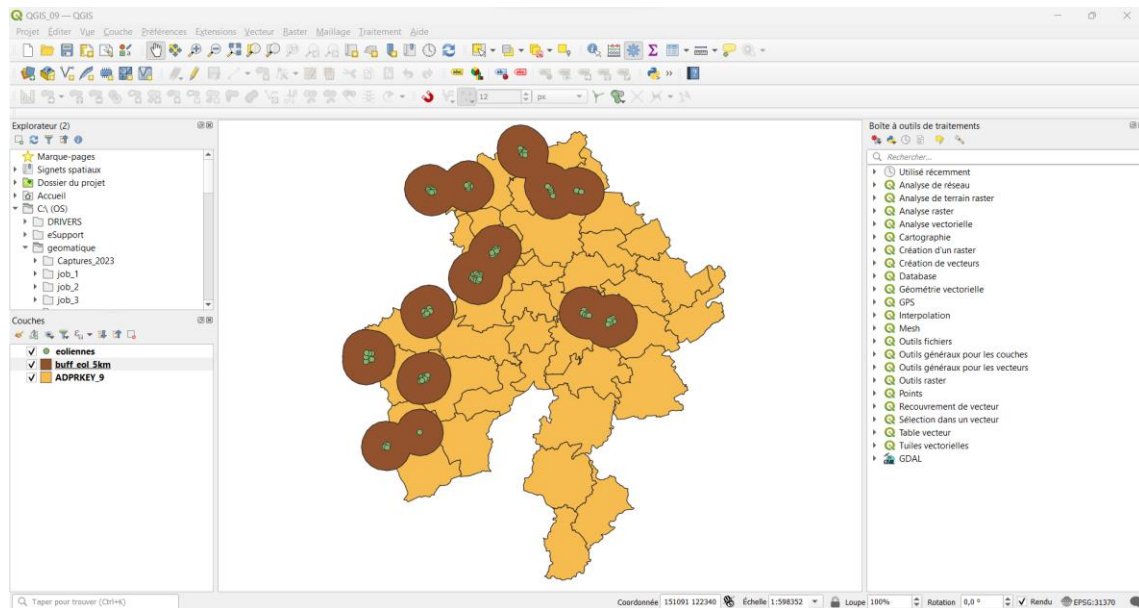 QGIS_09 — QGIS
Projet Éditer Vue Couche Préférences Extensions Vecteur Raster Maillage Traitement Aide
12 px
Explorateur (2)
Marque-pages
Signets spatiaux
Dossier du projet
Accueil
C:\ (OS)
DRIVERS
eSupport
geomatique
Captures_2023
job_1
job_2
job_3
Couches
eoliennes
buff_eol_5km
ADPRKEY_9
Boîte à outils de traitements
Rechercher...
Utilisé récemment
Analyse de réseau
Analyse de terrain raster
Analyse raster
Analyse vectorielle
Cartographie
Création d'un raster
Création de vecteurs
Database
Géométrie vectorielle
GPS
Interpolation
Mesh
Outils fichiers
Outils généraux pour les couches
Outils généraux pour les vecteurs
Outils raster
Points
Recouvrement de vecteur
Sélection dans un vecteur
Table vecteur
Tuiles vectorielles
GDAL
Taper pour trouver (Ctrl+K) Coordonnée 151091 122340 Échelle 1:598352 Loupe 100% Rotation 0,0 ° Rendu EPSG:31370